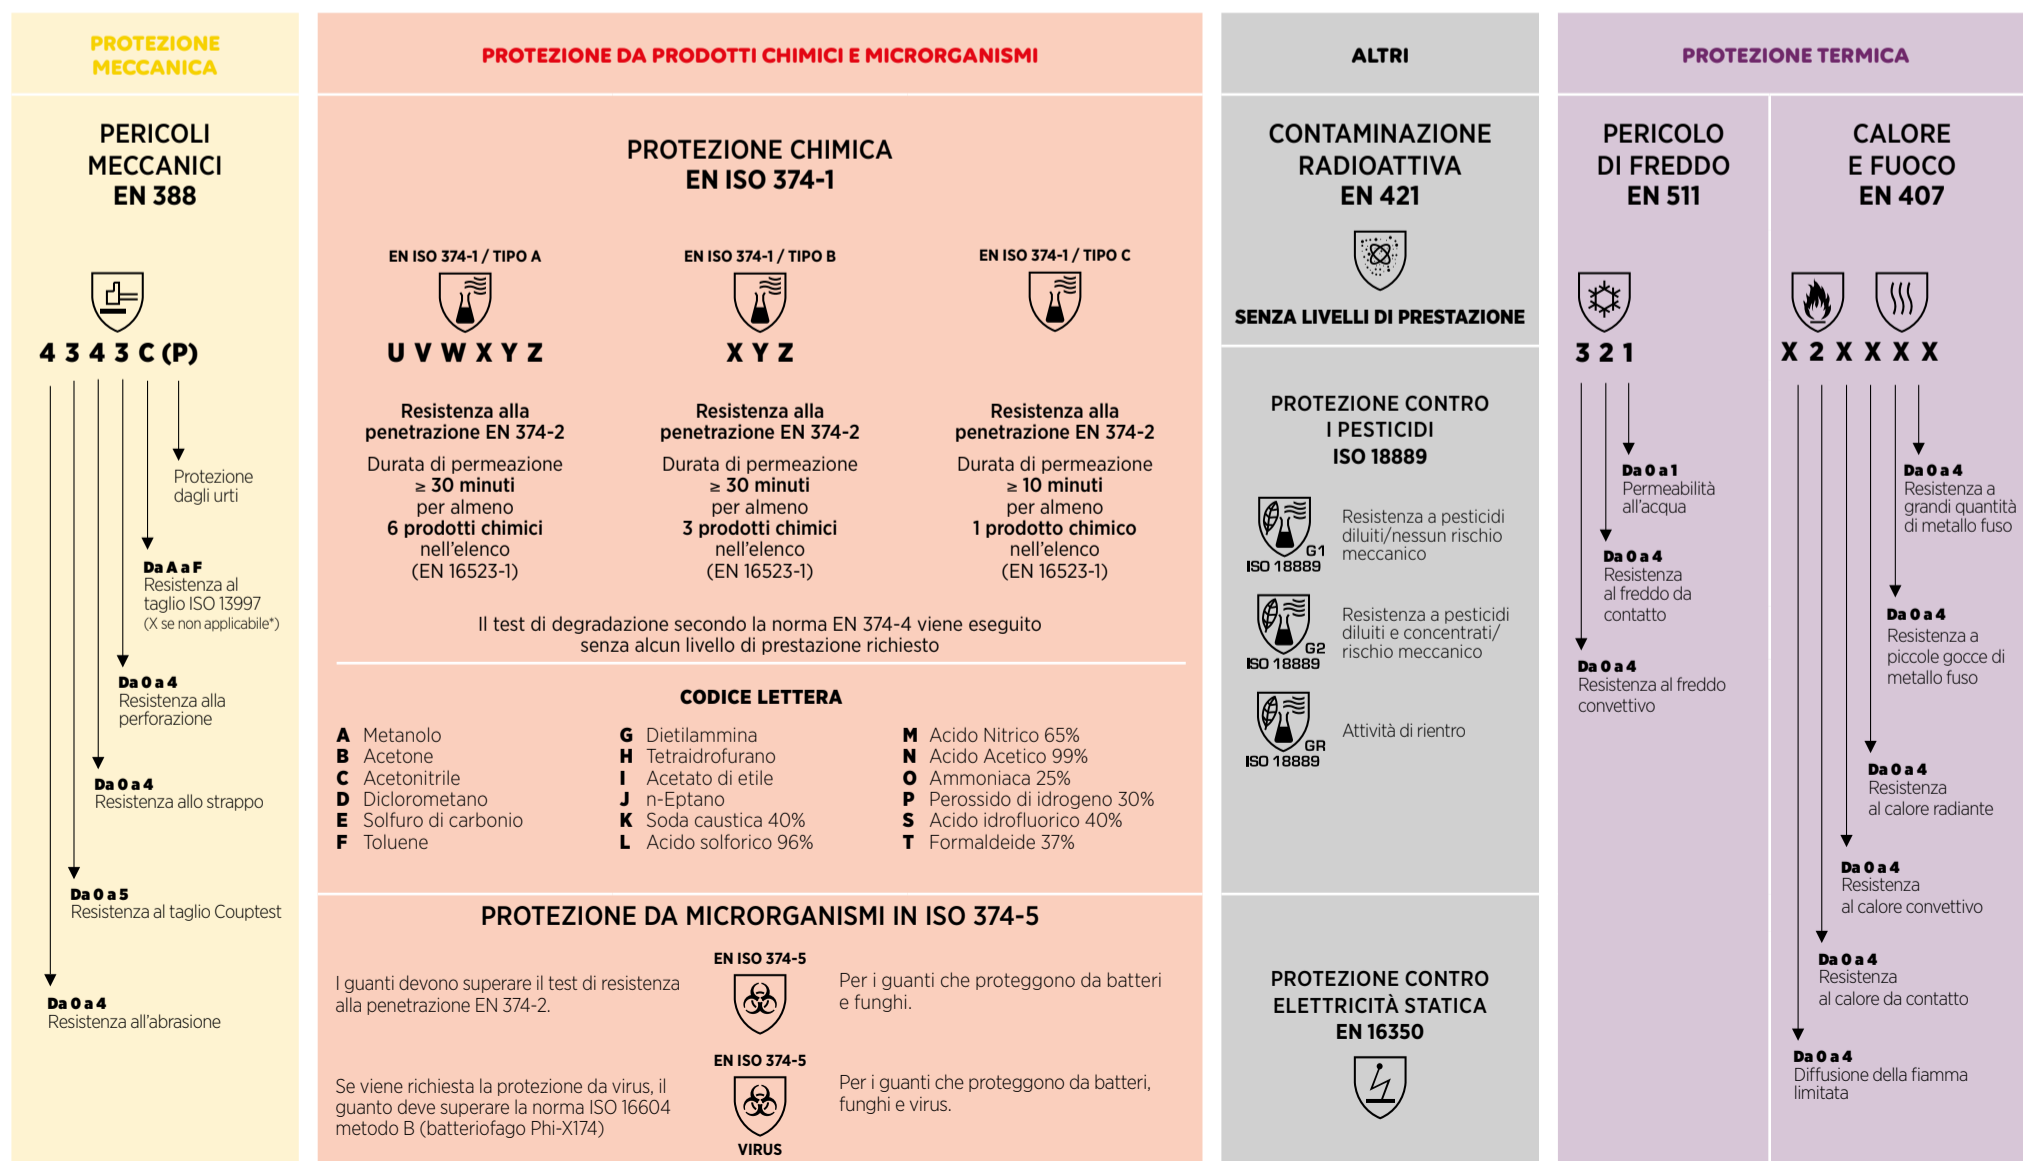 PROTEZIONE
MECCANICA
PERICOLI
MECCANICI
EN 388
4 3 4 3 C (P)
Protezione
dagli urti
Da A a F
Resistenza al
taglio ISO 13997
(X se non applicabile*)
Da 0 a 4
Resistenza alla
perforazione
Da 0 a 4
Resistenza allo strappo
Da 0 a 5
Resistenza al taglio Couptest
Da 0 a 4
Resistenza all'abrasione
PROTEZIONE DA PRODOTTI CHIMICI E MICRORGANISMI
PROTEZIONE CHIMICA
EN ISO 374-1
EN ISO 374-1 / TIPO A
U V W X Y Z
Resistenza alla
penetrazione EN 374-2
Durata di permeazione
≥ 30 minuti
per almeno
6 prodotti chimici
nell'elenco
(EN 16523-1)
EN ISO 374-1 / TIPO B
X Y Z
Resistenza alla
penetrazione EN 374-2
Durata di permeazione
≥ 30 minuti
per almeno
3 prodotti chimici
nell'elenco
(EN 16523-1)
EN ISO 374-1 / TIPO C
Resistenza alla
penetrazione EN 374-2
Durata di permeazione
≥ 10 minuti
per almeno
1 prodotto chimico
nell'elenco
(EN 16523-1)
Il test di degradazione secondo la norma EN 374-4 viene eseguito
senza alcun livello di prestazione richiesto
CODICE LETTERA
A Metanolo
B Acetone
C Acetonitrile
D Diclorometano
E Solfuro di carbonio
F Toluene
G Dietilammina
H Tetraidrofurano
I Acetato di etile
J n-Eptano
K Soda caustica 40%
L Acido solforico 96%
M Acido Nitrico 65%
N Acido Acetico 99%
O Ammoniaca 25%
P Perossido di idrogeno 30%
S Acido idrofluorico 40%
T Formaldeide 37%
PROTEZIONE DA MICRORGANISMI IN ISO 374-5
I guanti devono superare il test di resistenza
alla penetrazione EN 374-2.
EN ISO 374-5
Per i guanti che proteggono da batteri
e funghi.
Se viene richiesta la protezione da virus, il
guanto deve superare la norma ISO 16604
metodo B (batteriofago Phi-X174)
EN ISO 374-5
VIRUS
Per i guanti che proteggono da batteri,
funghi e virus.
ALTRI
CONTAMINAZIONE
RADIOATTIVA
EN 421
SENZA LIVELLI DI PRESTAZIONE
PROTEZIONE CONTRO
I PESTICIDI
ISO 18889
G1
ISO 18889
Resistenza a pesticidi
diluiti/nessun rischio
meccanico
G2
ISO 18889
Resistenza a pesticidi
diluiti e concentrati/
rischio meccanico
GR
ISO 18889
Attività di rientro
PROTEZIONE CONTRO
ELETTRICITÀ STATICA
EN 16350
PROTEZIONE TERMICA
PERICOLO
DI FREDDO
EN 511
3 2 1
Da 0 a 1
Permeabilità
all'acqua
Da 0 a 4
Resistenza
al freddo da
contatto
Da 0 a 4
Resistenza al freddo
convettivo
CALORE
E FUOCO
EN 407
X 2 X X X X
Da 0 a 4
Resistenza a
grandi quantità
di metallo fuso
Da 0 a 4
Resistenza a
piccole gocce di
metallo fuso
Da 0 a 4
Resistenza
al calore radiante
Da 0 a 4
Resistenza
al calore convettivo
Da 0 a 4
Resistenza
al calore da contatto
Da 0 a 4
Diffusione della fiamma
limitata